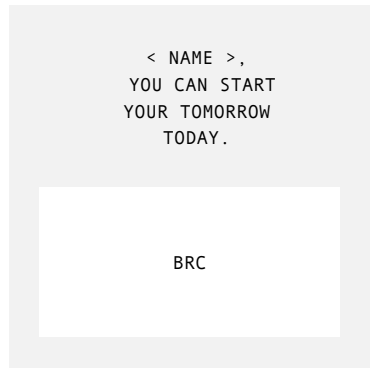 < NAME >,
YOU CAN START
YOUR TOMORROW
TODAY.
BRC